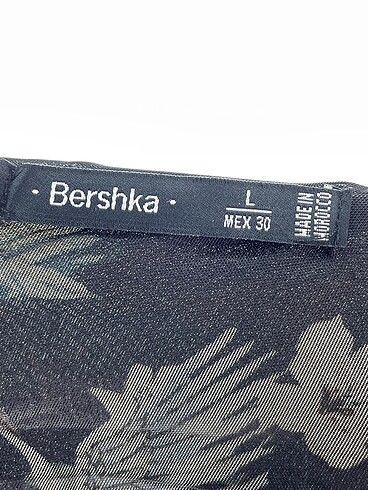 · Bershka ·
L
MEX 30
MADE IN
MOROCCO